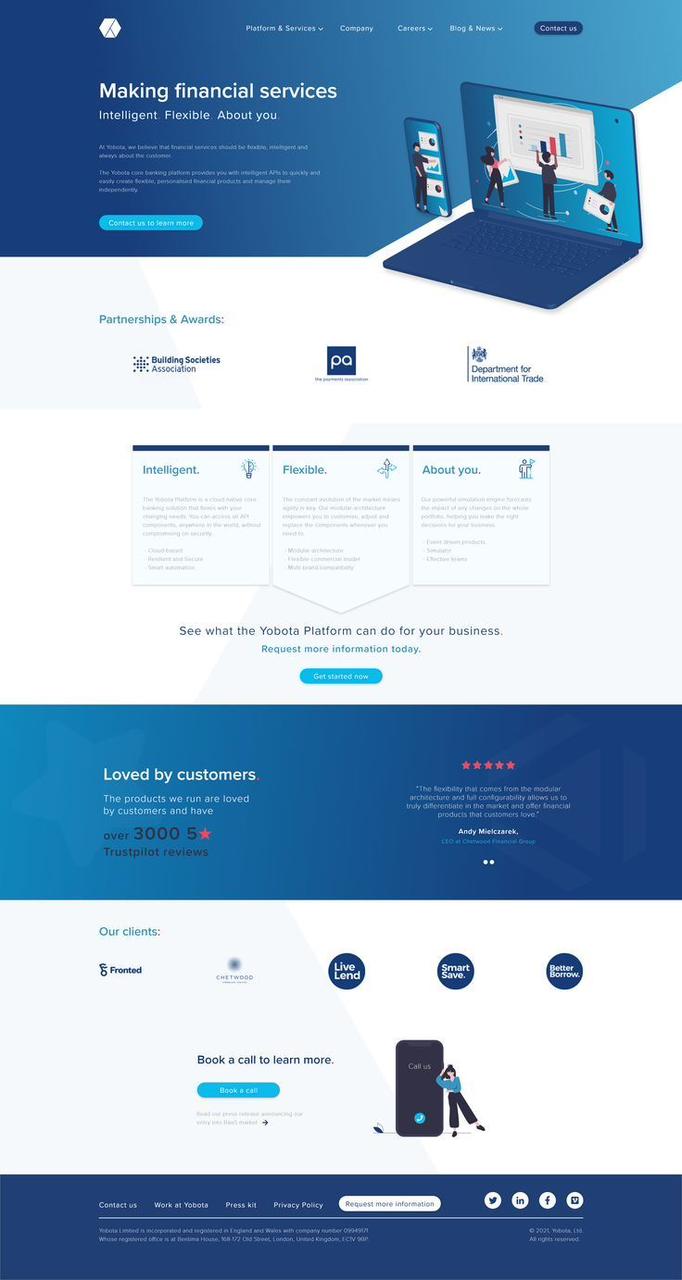 Platform & Services Company Careers Blog & News Contact us
Making financial services
Intelligent. Flexible. About you.
At Yobota, we believe that financial services should be flexible, intelligent and
always about the customer.
The Yobota core banking platform provides you with intelligent APIs to quickly and
easily create flexible, personalised financial products and manage them
independently.
Contact us to learn more
Partnerships & Awards:
Building Societies
Association
pa
the payments association
Department for
International Trade
Intelligent.
The Yobota Platform is a cloud native core
banking solution that flexes with your
changing needs. You can access all API
components, anywhere in the world, without
compromising on security.
- Cloud-based
- Resilient and Secure
- Smart automation
Flexible.
The constant evolution of the market means
agility is key. Our modular architecture
empowers you to customise, adjust and
replace the components whenever you
need to.
- Modular architecture
- Flexible commercial model
- Multi brand compatibility
About you.
Our powerful simulation engine forecasts
the impact of any changes on the whole
portfolio, helping you make the right
decisions for your business.
- Event driven products
- Simulator
- Effective teams
See what the Yobota Platform can do for your business.
Request more information today.
Get started now
Loved by customers.
The products we run are loved
by customers and have
over 3000 5★
Trustpilot reviews
"The flexibility that comes from the modular
architecture and full configurability allows us to
truly differentiate in the market and offer financial
products that customers love."
Andy Mielczarek,
CEO at Chetwood Financial Group
Our clients:
Fronted
CHETWOOD
Live
Lend
Smart
Save.
Better
Borrow.
Book a call to learn more.
Book a call
Read our press release announcing our
entry into BaaS market
Call us
Contact us Work at Yobota Press kit Privacy Policy Request more information
Yobota Limited is incorporated and registered in England and Wales with company number 09949171
Whose registered office is at Bentima House, 168-172 Old Street, London, United Kingdom, EC1V 9BP.
© 2021, Yobota, Ltd.
All rights reserved.